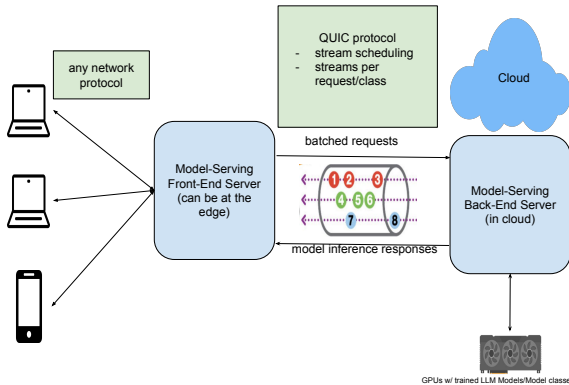 any network
protocol
QUIC protocol
- stream scheduling
- streams per
request/class
Cloud
batched requests
Model-Serving
Front-End Server
(can be at the
edge)
1 2 3
4 5 6
7 8
Model-Serving
Back-End Server
(in cloud)
model inference responses
GPUs w/ trained LLM Models/Model classe